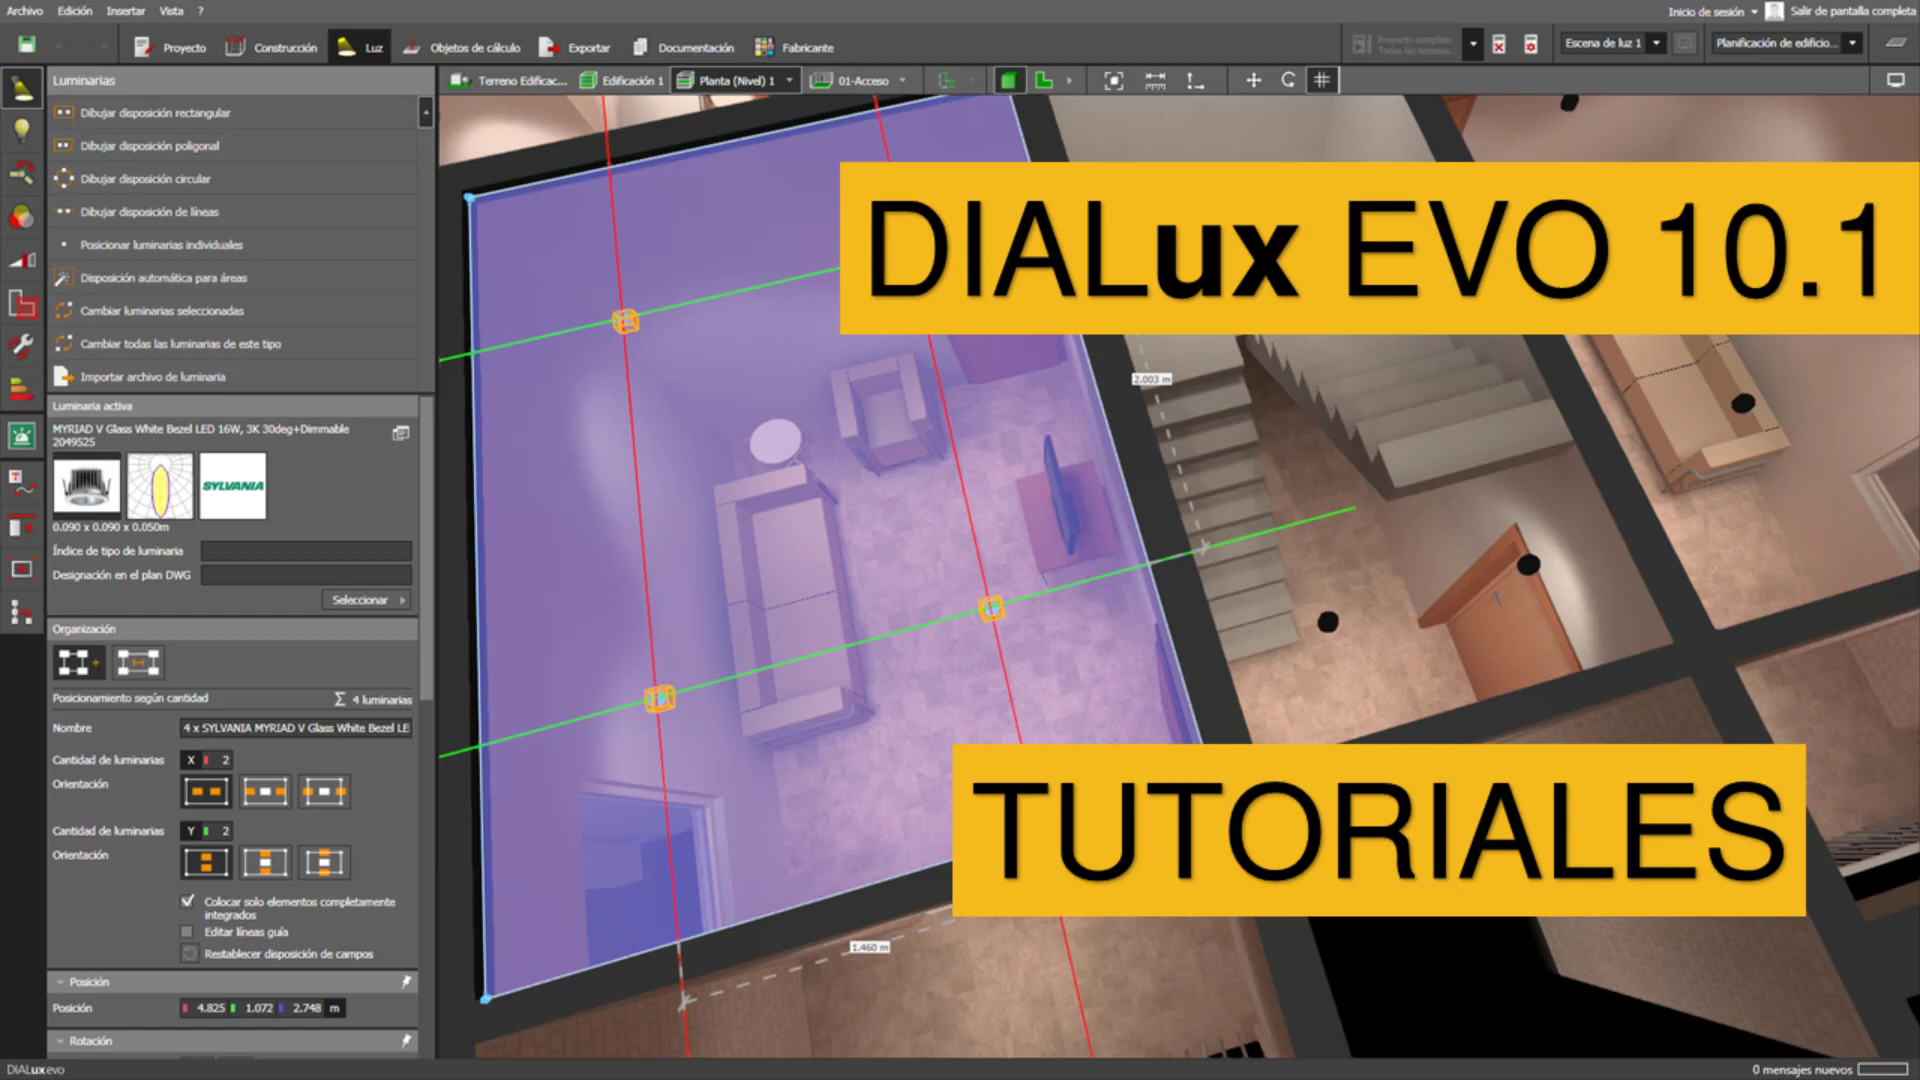 Archivo Edición Insertar Vista ?
Inicio de sesión Salir de pantalla completa
Proyecto Construcción Luz Objetos de cálculo Exportar Documentación Fabricante
Escena de luz 1 Planificación de edificio...
Luminarias
Terreno Edificac... Edificación 1 Planta (Nivel) 1 01-Acceso
Dibujar disposición rectangular
Dibujar disposición poligonal
Dibujar disposición circular
Dibujar disposición de líneas
Posicionar luminarias individuales
Disposición automática para áreas
Cambiar luminarias seleccionadas
Cambiar todas las luminarias de este tipo
Importar archivo de luminaria
Luminaria activa
MYRIAD V Glass White Bezel LED 16W, 3K 30deg+Dimmable
2049525
SYLVANIA
0.090 x 0.090 x 0.050m
Índice de tipo de luminaria
Designación en el plan DWG
Seleccionar
Organización
Posicionamiento según cantidad Σ 4 luminarias
Nombre 4 x SYLVANIA MYRIAD V Glass White Bezel LE
Cantidad de luminarias X 2
Orientación
Cantidad de luminarias Y 2
Orientación
Colocar solo elementos completamente
integrados
Editar líneas guía
Restablecer disposición de campos
Posición
Posición 4.825 1.072 2.748 m
Rotación
DIALux EVO 10.1
2.003 m
TUTORIALES
1.460 m
DIALux evo
0 mensajes nuevos